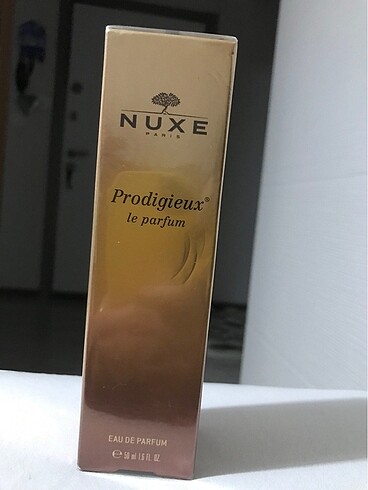 NUXE
PARIS
Prodigieux®
le parfum
EAU DE PARFUM
℮ 50 ml 1.6 FL. OZ.